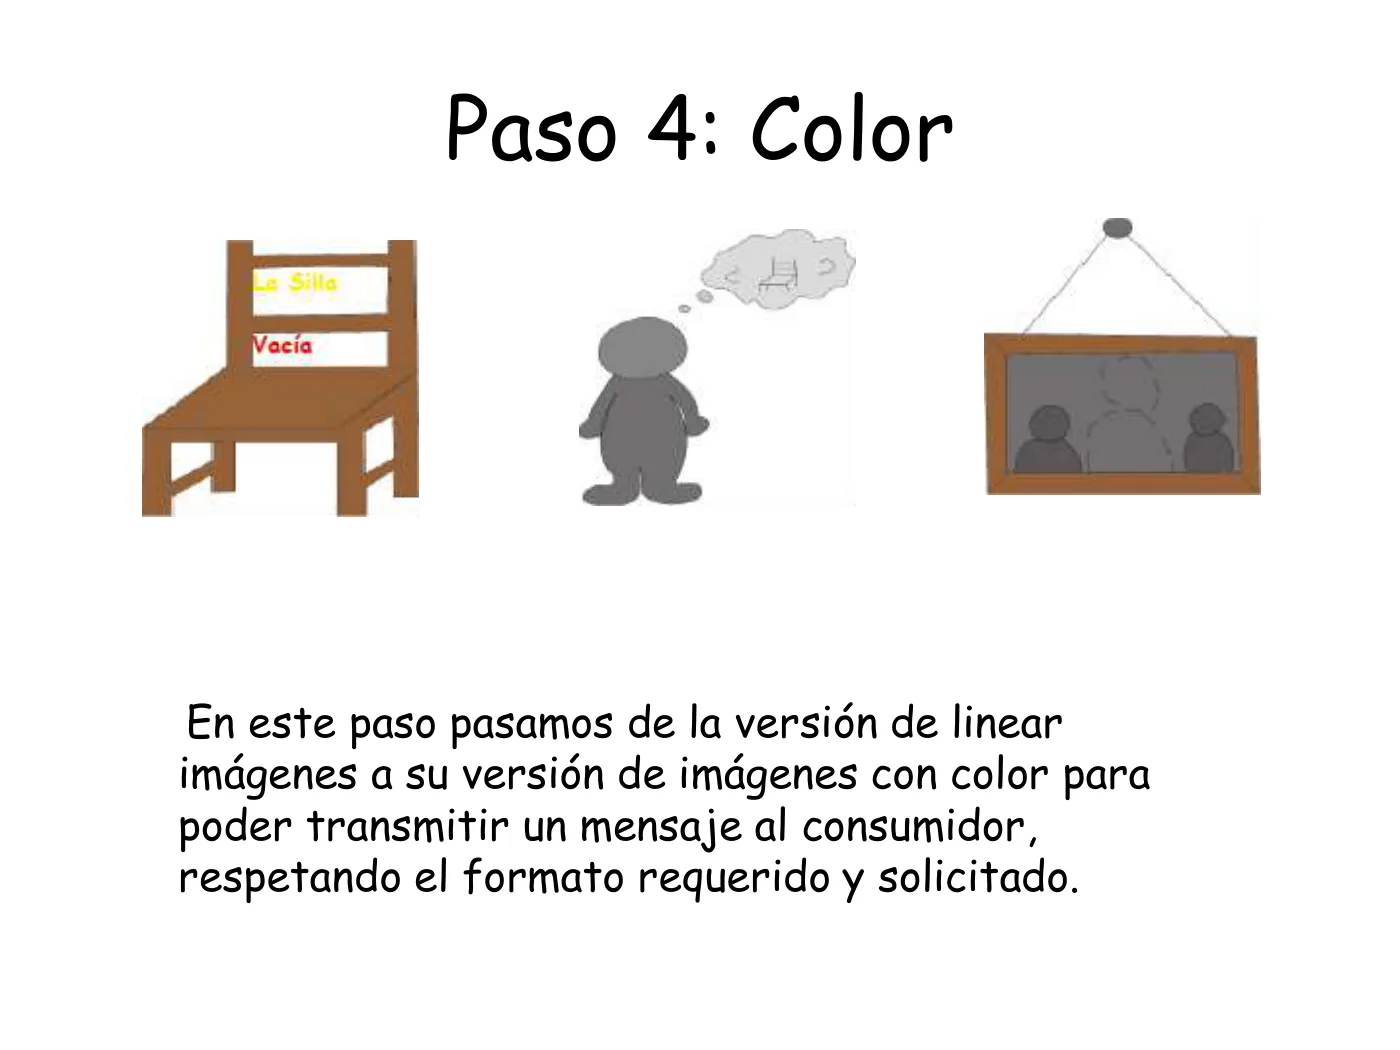 Paso 4: Color
La Silla
Vacía
En este paso pasamos de la versión de linear
imágenes a su versión de imágenes con color para
poder transmitir un mensaje al consumidor,
respetando el formato requerido y solicitado.